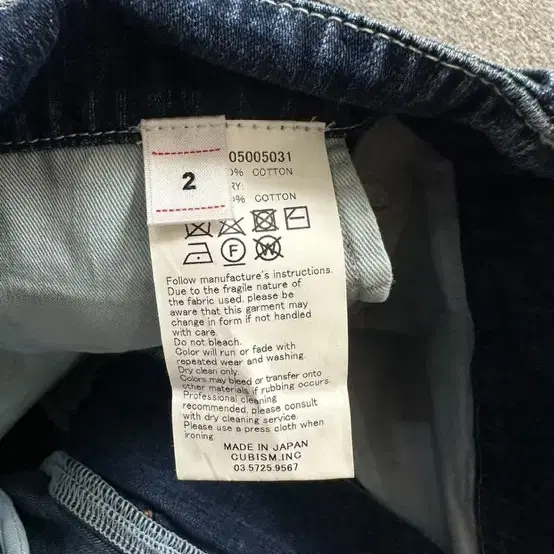 2
05005031
% COTTON
RY:
% COTTON
F
W
Follow manufacture's instructions.
Due to the fragile nature of
the fabric used. please be
aware that this garment may
change in form if not handled
with care.
Do not bleach.
Color will run or fade with
repeated wear and washing.
Dry clean only.
Colors may bleed or transfer onto
other materials if rubbing occurs.
Professional cleaning
recommended, please consult
with dry cleaning service.
Please use a press cloth when
ironing
MADE IN JAPAN
CUBISM.INC
03.5725.9567